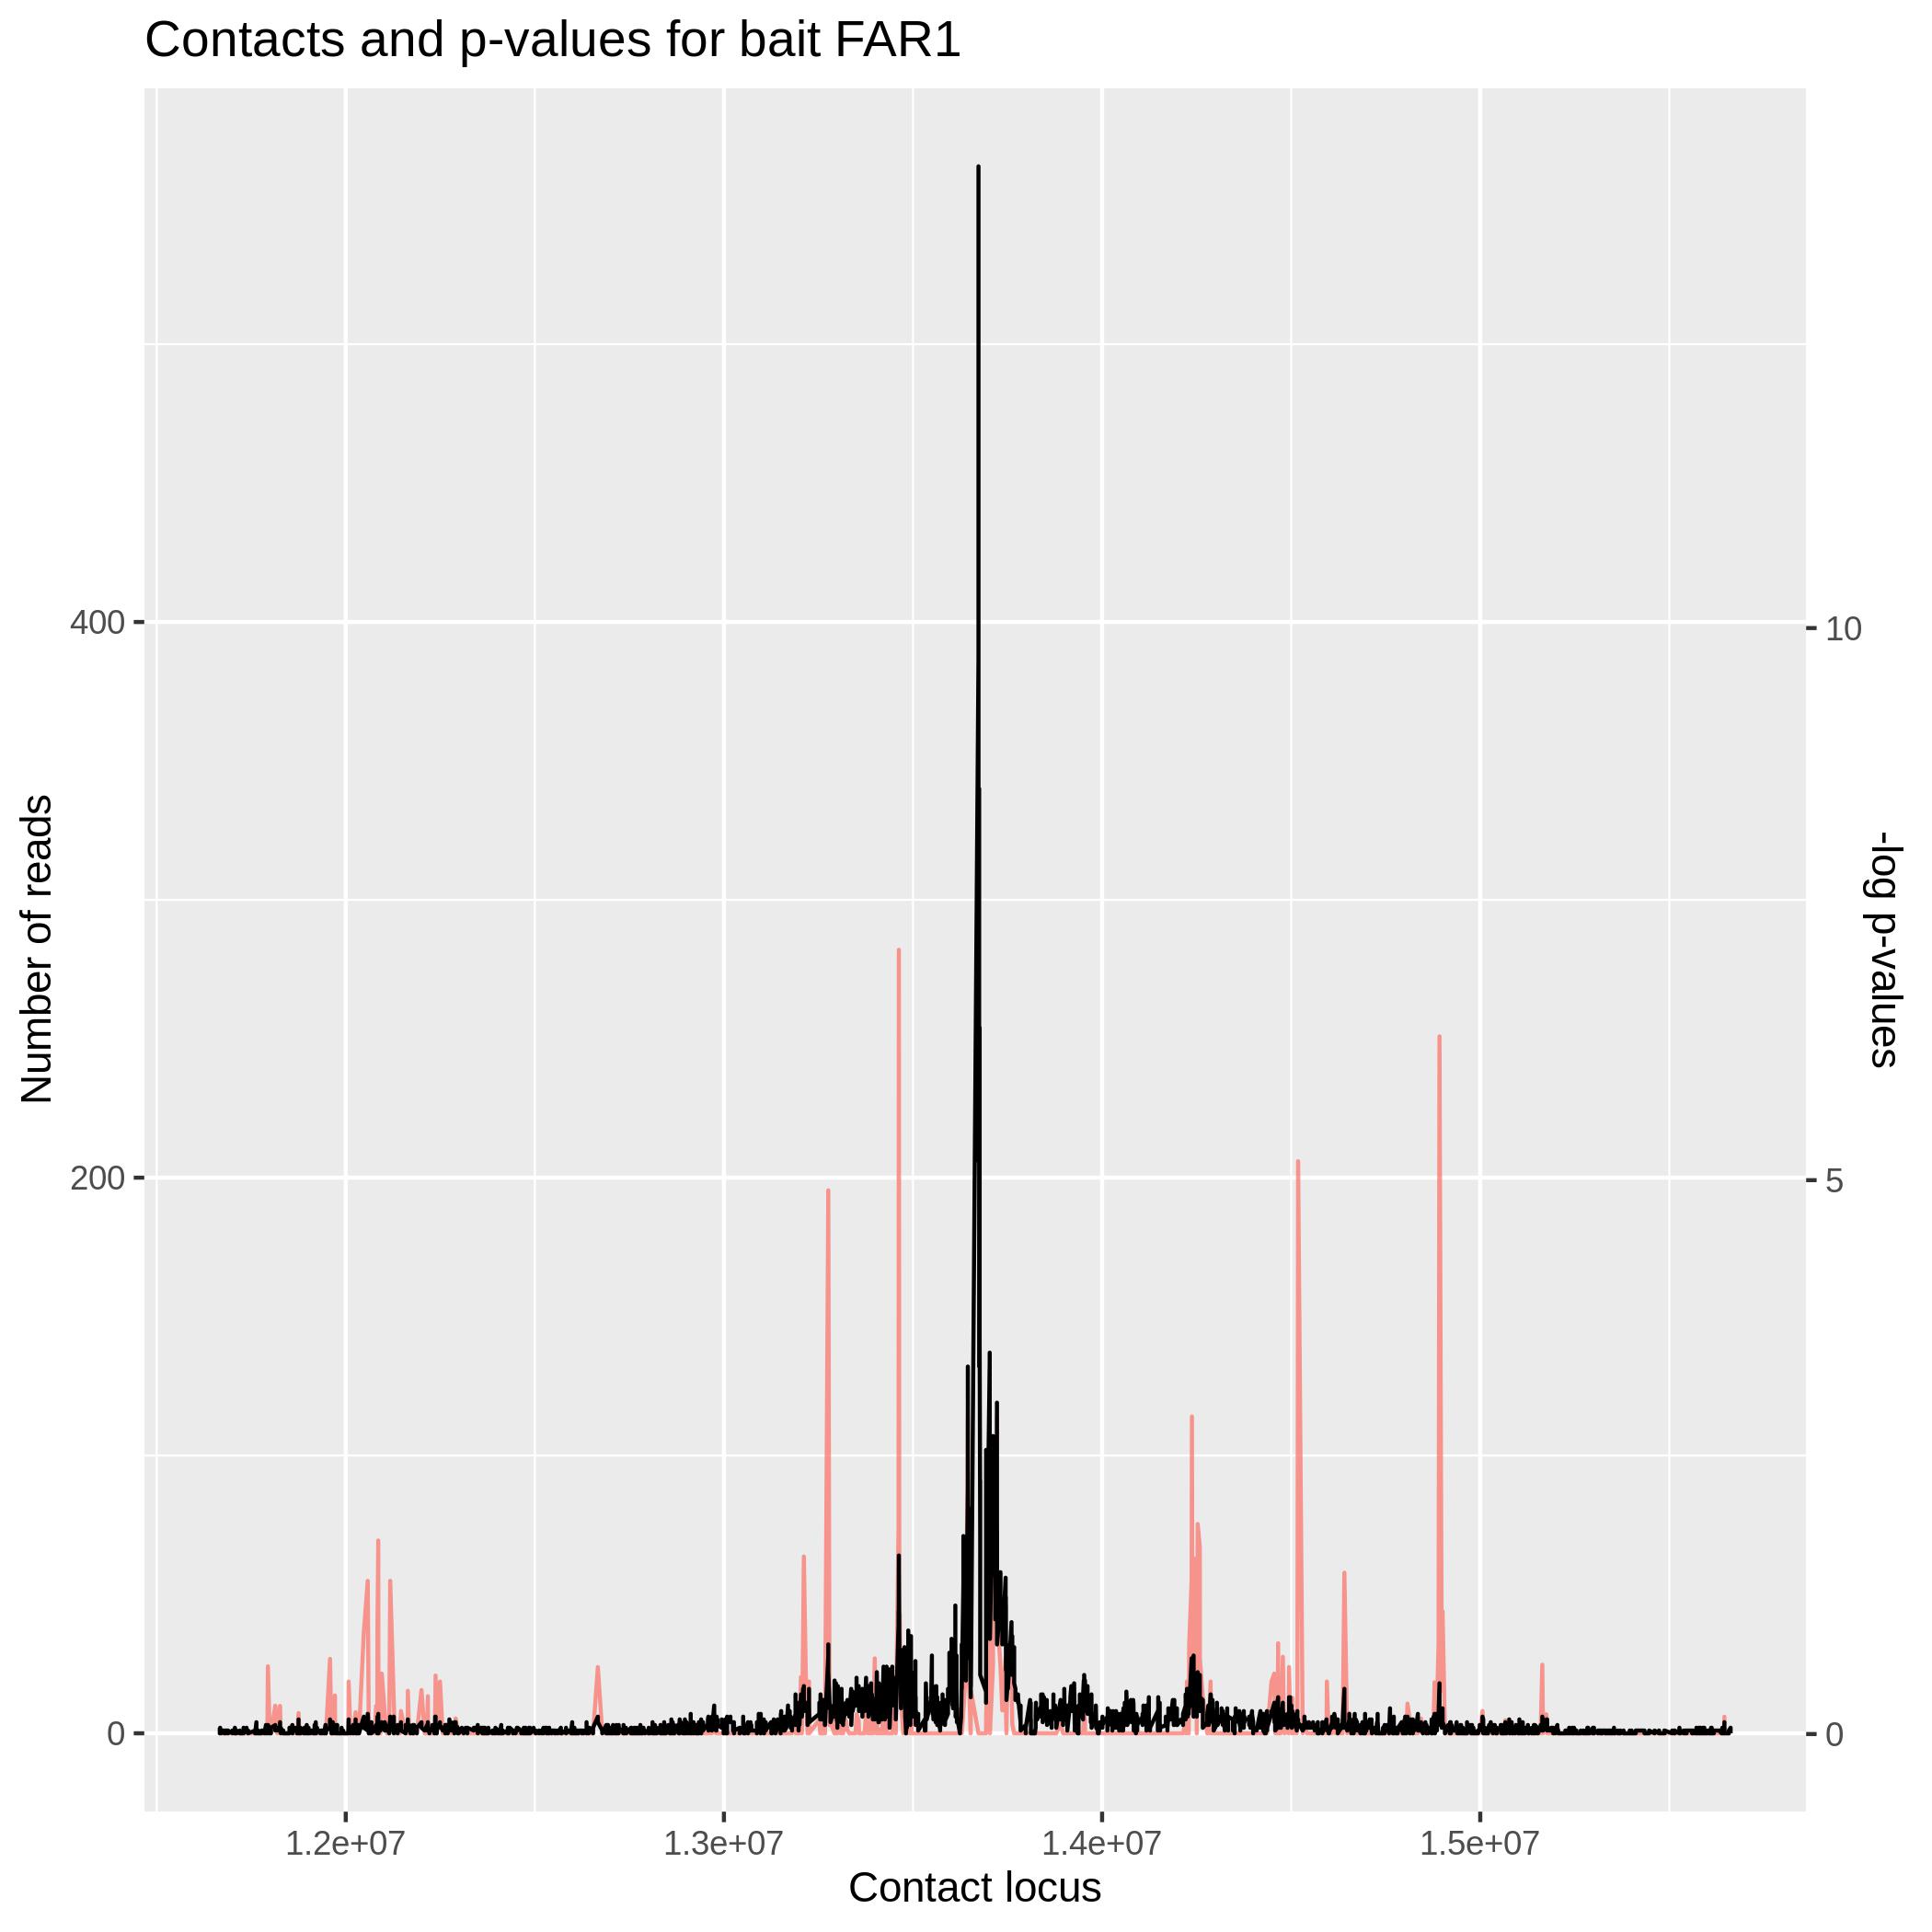 Contacts and p-values for bait FAR1
Number of reads
400
200
0
10
5
0
-log p-values
1.2e+07
1.3e+07
1.4e+07
1.5e+07
Contact locus